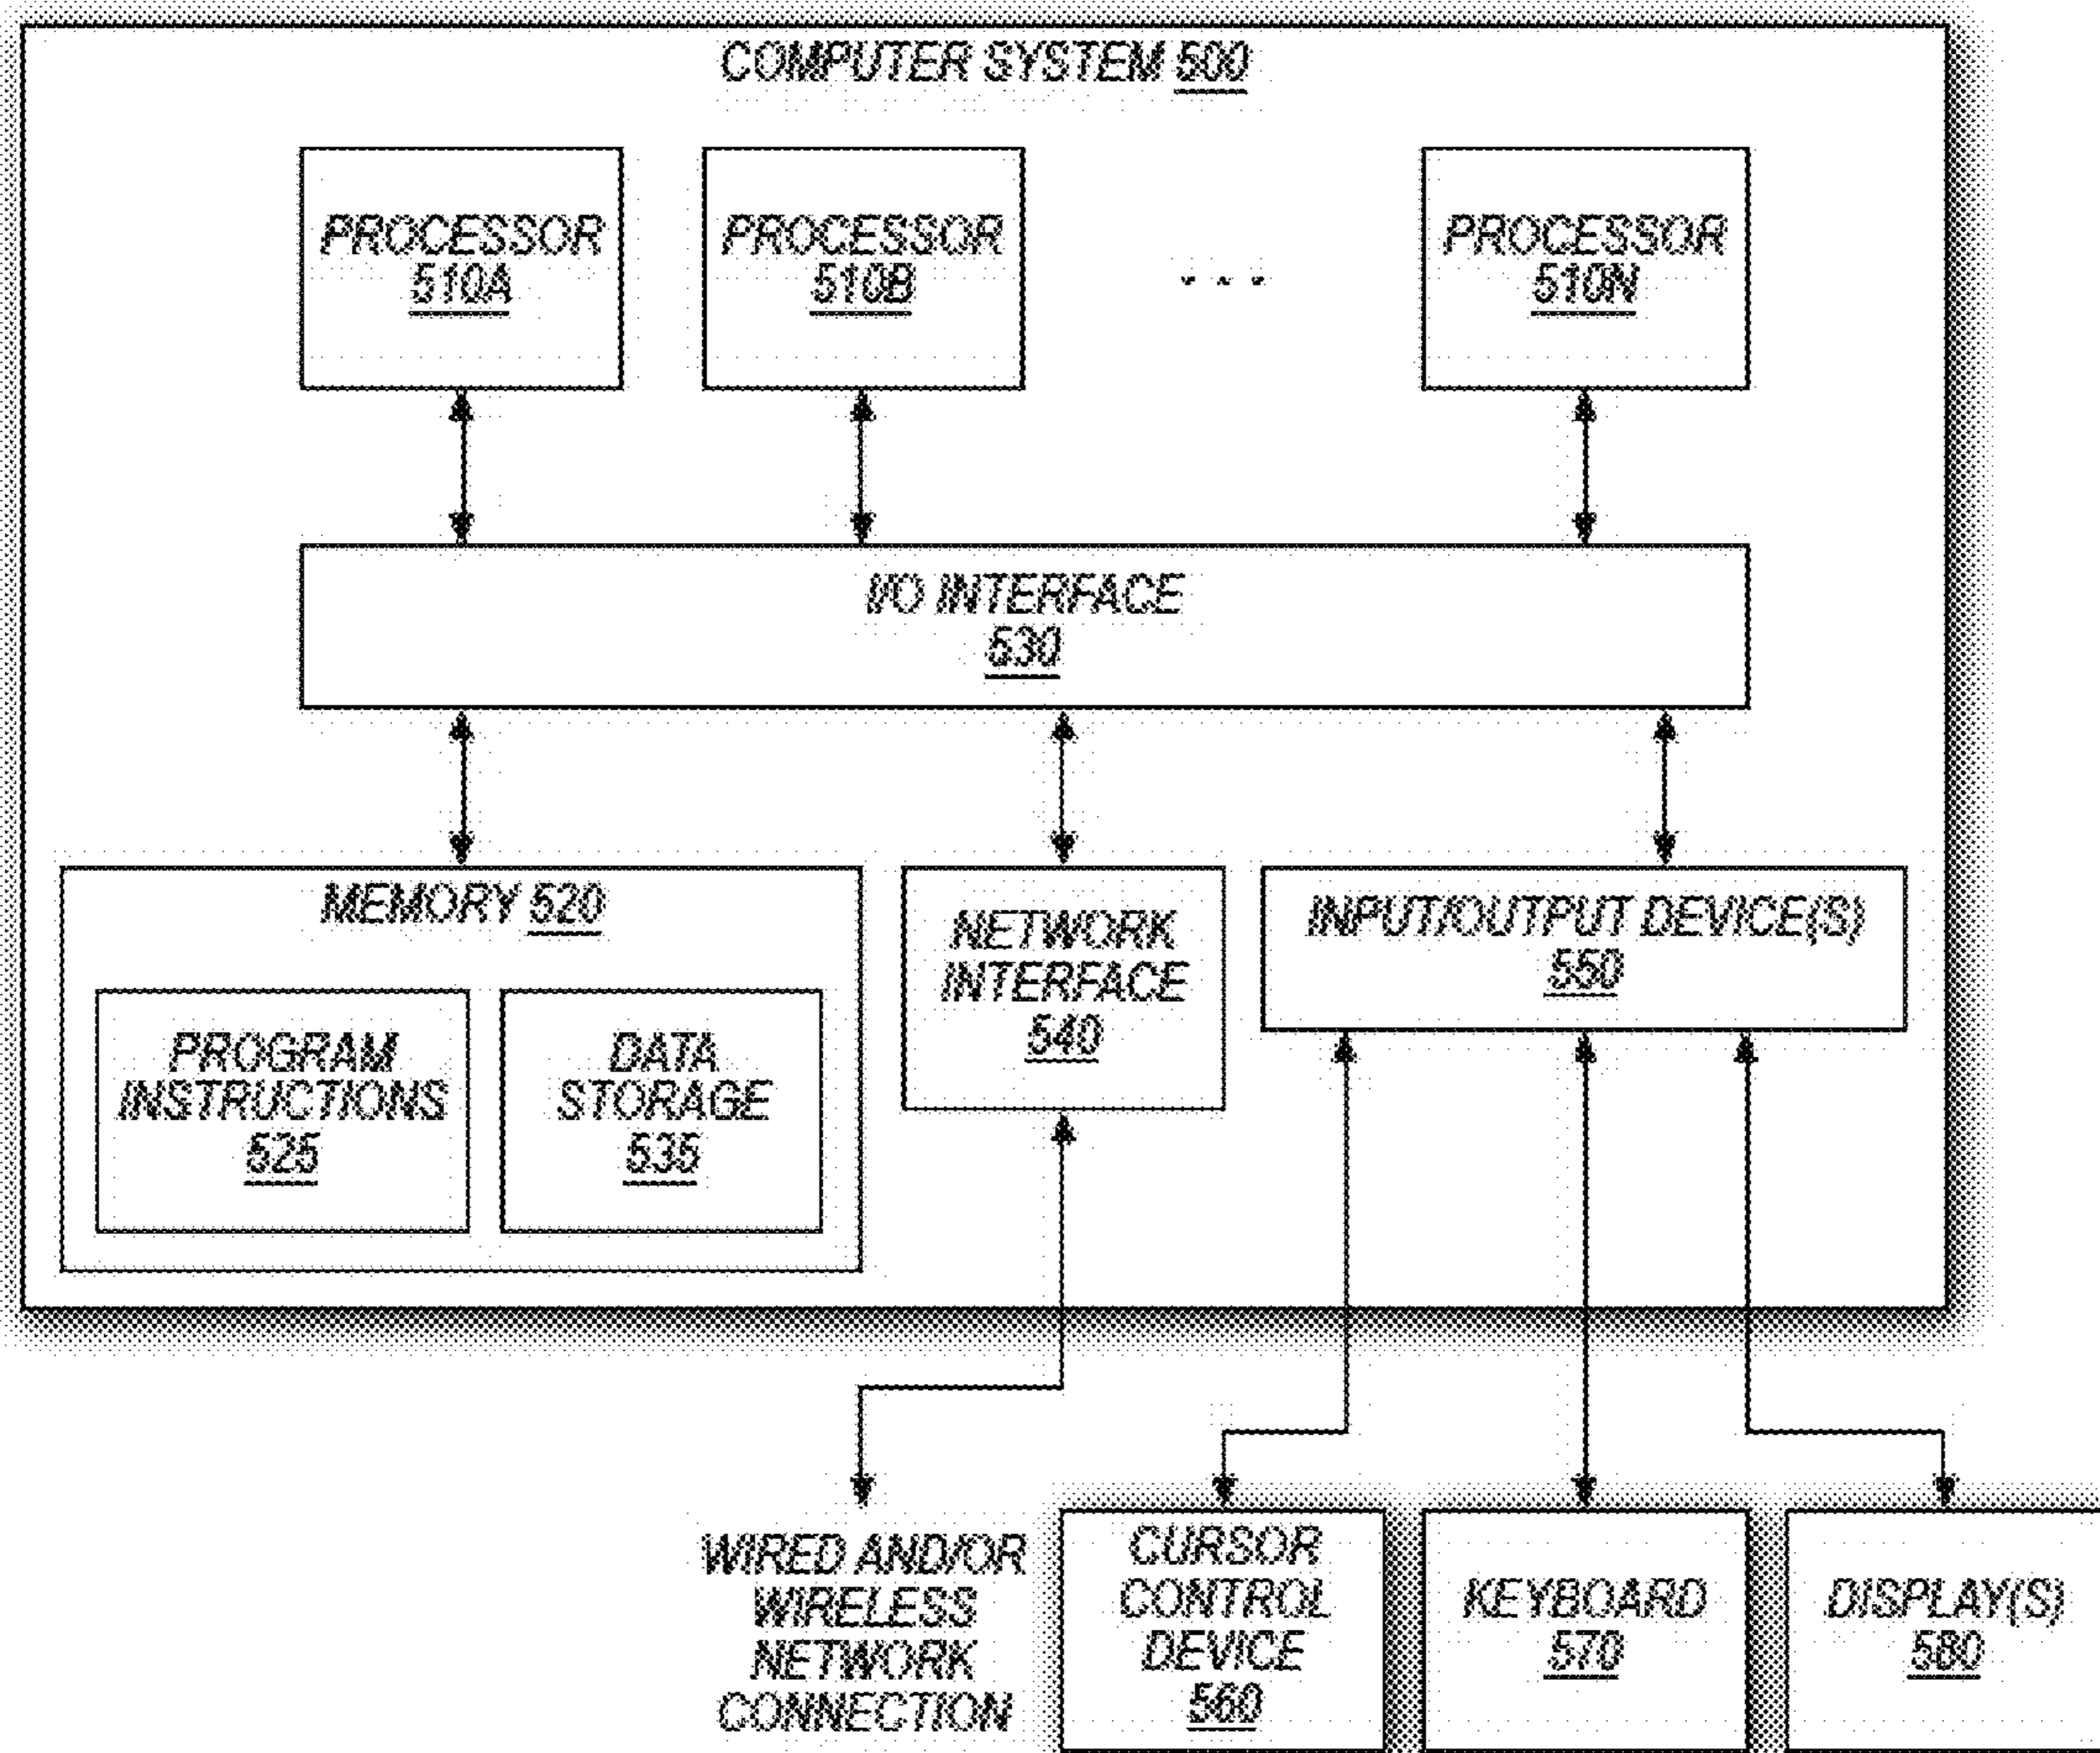 COMPUTER SYSTEM 500
PROCESSOR
510A
PROCESSOR
510B
. . .
PROCESSOR
510N
I/O INTERFACE
530
MEMORY 520
PROGRAM
INSTRUCTIONS
525
DATA
STORAGE
535
NETWORK
INTERFACE
540
INPUT/OUTPUT DEVICE(S)
550
WIRED AND/OR
WIRELESS
NETWORK
CONNECTION
CURSOR
CONTROL
DEVICE
560
KEYBOARD
570
DISPLAY(S)
580